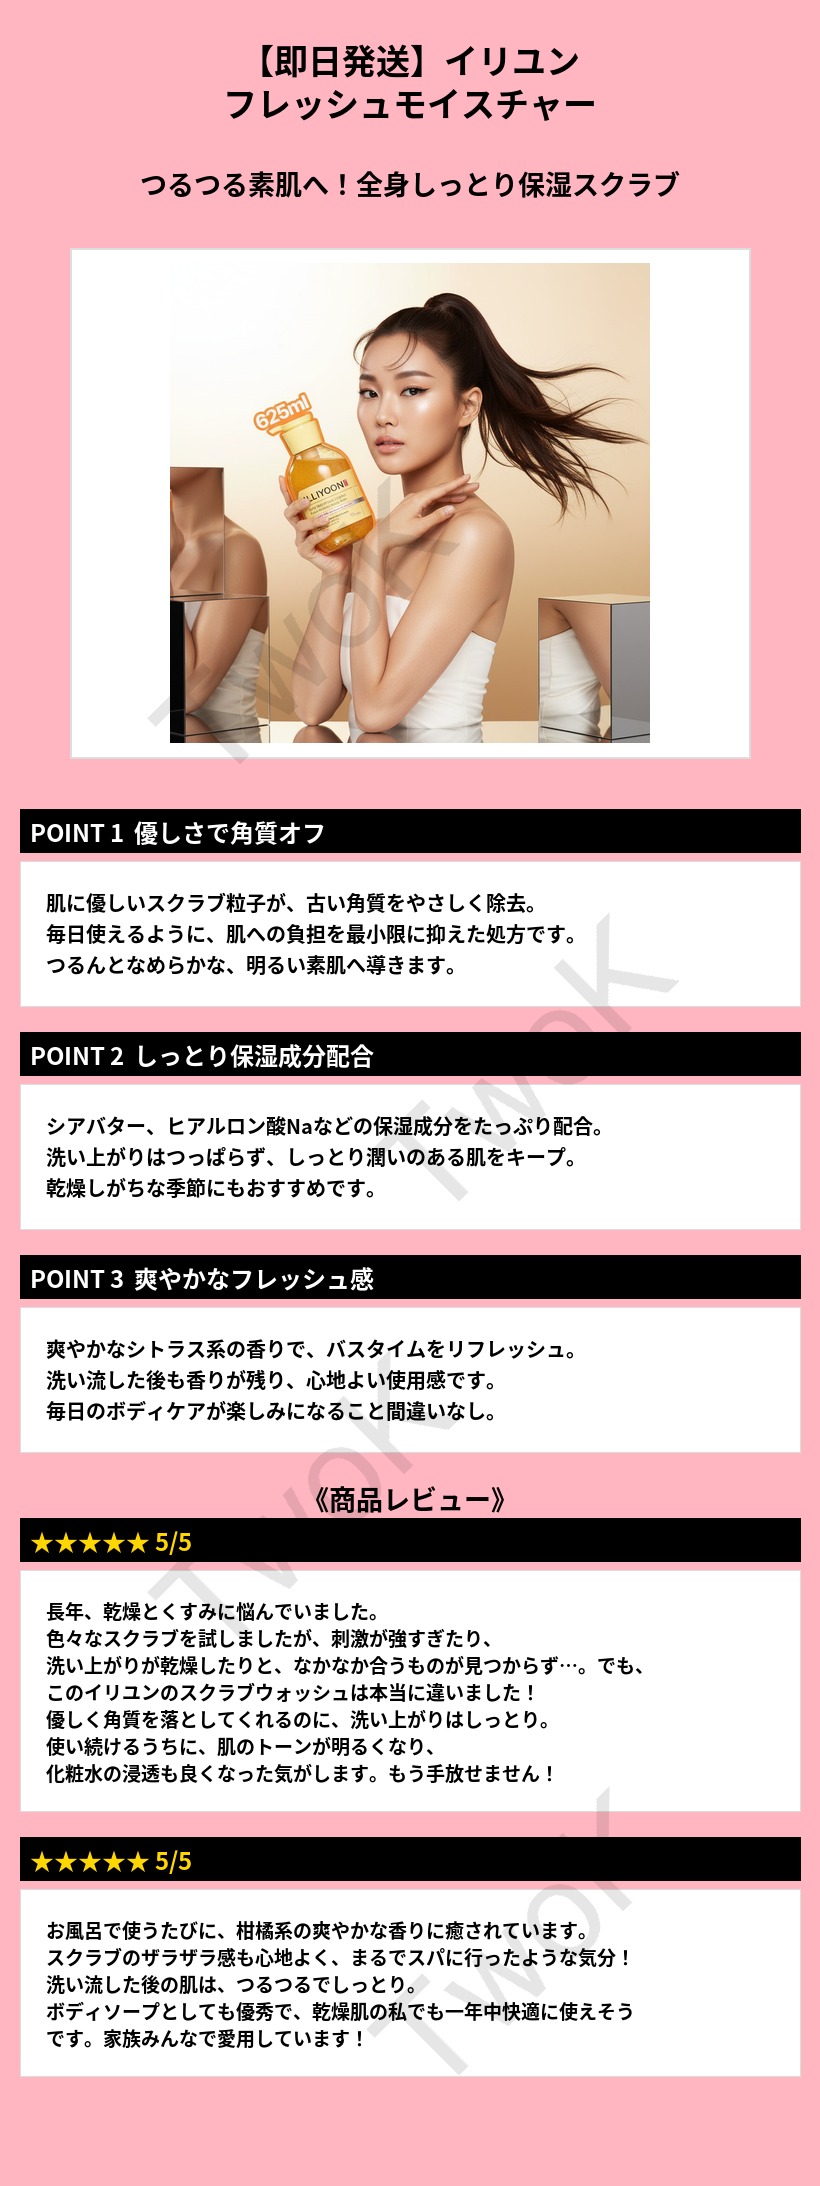 【即日発送】イリユン
フレッシュモイスチャー
つるつる素肌へ！全身しっとり保湿スクラブ
625ml
ILLIYOON
TwoK
POINT 1 優しさで角質オフ
肌に優しいスクラブ粒子が、古い角質をやさしく除去。
毎日使えるように、肌への負担を最小限に抑えた処方です。
つるんとなめらかな、明るい素肌へ導きます。
TwoK
POINT 2 しっとり保湿成分配合
シアバター、ヒアルロン酸Naなどの保湿成分をたっぷり配合。
洗い上がりはつっぱらず、しっとり潤いのある肌をキープ。
乾燥しがちな季節にもおすすめです。
POINT 3 爽やかなフレッシュ感
爽やかなシトラス系の香りで、バスタイムをリフレッシュ。
洗い流した後も香りが残り、心地よい使用感です。
毎日のボディケアが楽しみになること間違いなし。
TwoK
《商品レビュー》
★★★★★ 5/5
長年、乾燥とくすみに悩んでいました。
色々なスクラブを試しましたが、刺激が強すぎたり、
洗い上がりが乾燥したりと、なかなか合うものが見つからず…。でも、
このイリユンのスクラブウォッシュは本当に違いました！
優しく角質を落としてくれるのに、洗い上がりはしっとり。
使い続けるうちに、肌のトーンが明るくなり、
化粧水の浸透も良くなった気がします。もう手放せません！
★★★★★ 5/5
お風呂で使うたびに、柑橘系の爽やかな香りに癒されています。
スクラブのザラザラ感も心地よく、まるでスパに行ったような気分！
洗い流した後の肌は、つるつるでしっとり。
ボディソープとしても優秀で、乾燥肌の私でも一年中快適に使えそう
です。家族みんなで愛用しています！
TwoK